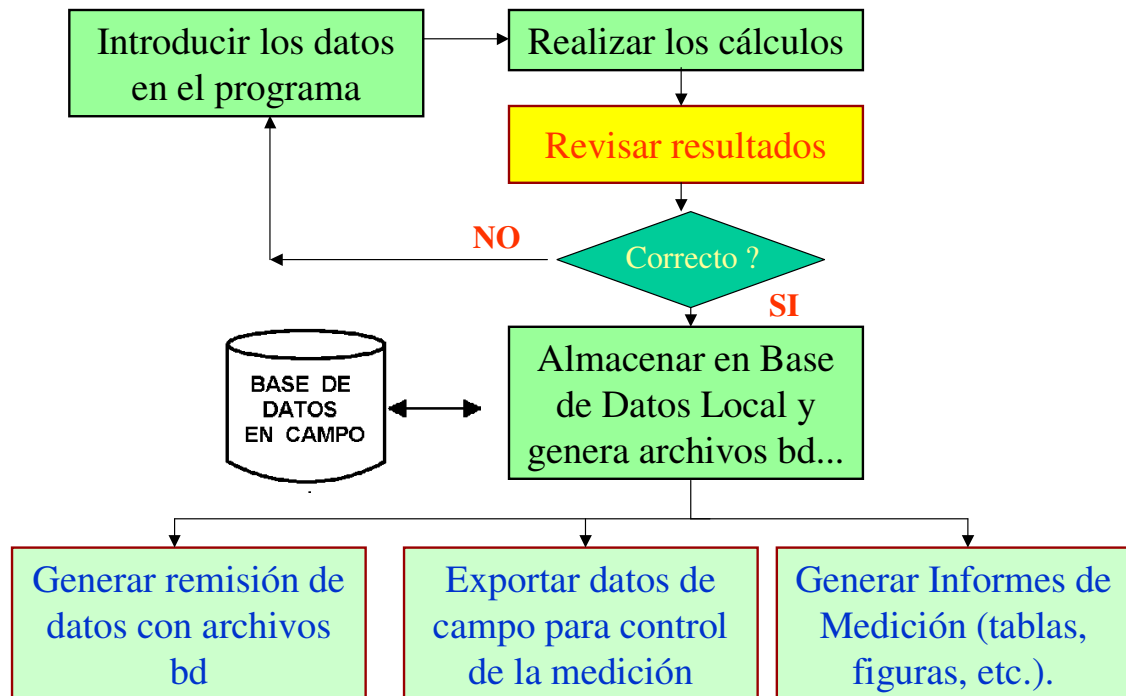 Introducir los datos
en el programa
Realizar los cálculos
Revisar resultados
NO
Correcto ?
SI
BASE DE
DATOS
EN CAMPO
Almacenar en Base
de Datos Local y
genera archivos bd...
Generar remisión de
datos con archivos
bd
Exportar datos de
campo para control
de la medición
Generar Informes de
Medición (tablas,
figuras, etc.).